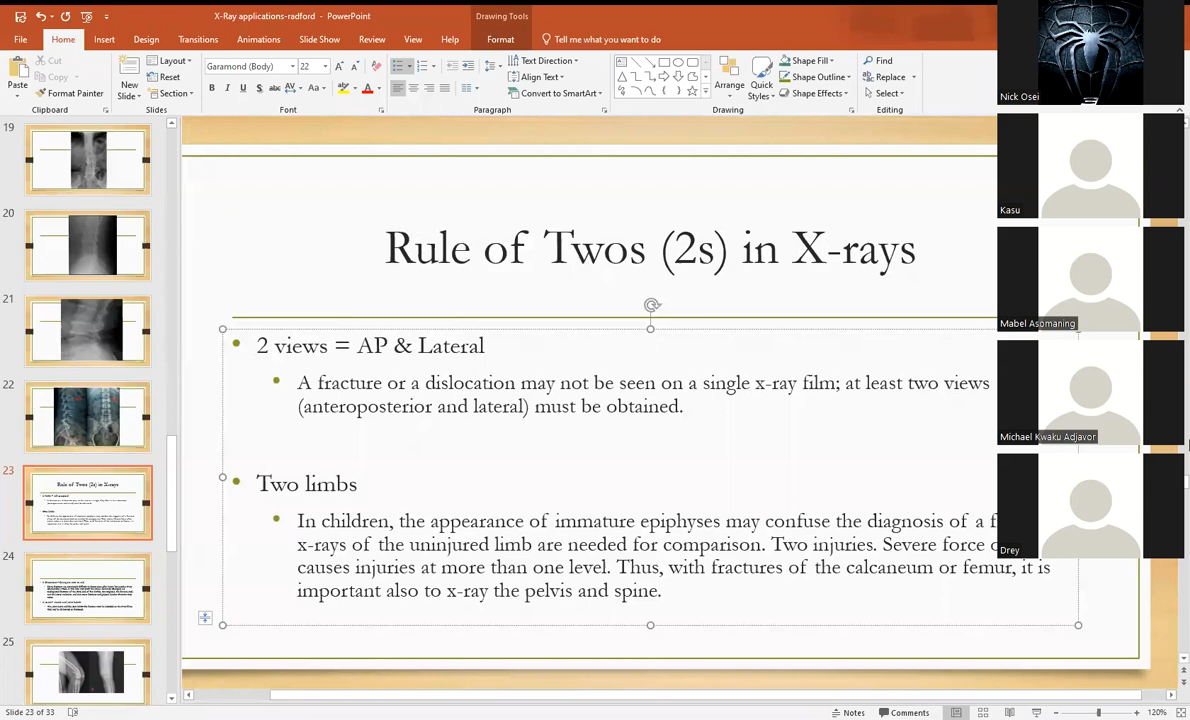 X-Ray applications-radford - PowerPoint
Drawing Tools
File Home Insert Design Transitions Animations Slide Show Review View Help Format Tell me what you want to do
Cut
Copy
Format Painter
Paste
Clipboard
New
Slide
Layout
Reset
Section
Slides
Garamond (Body) 22
Font
Text Direction
Align Text
Convert to SmartArt
Paragraph
Arrange
Quick
Styles
Shape Fill
Shape Outline
Shape Effects
Drawing
Find
Replace
Select
Editing
19
20
21
22
23
Rule of Twos (2s) in X-rays
24
25
Rule of Twos (2s) in X-rays
2 views = AP & Lateral
A fracture or a dislocation may not be seen on a single x-ray film; at least two views
(anteroposterior and lateral) must be obtained.
Two limbs
In children, the appearance of immature epiphyses may confuse the diagnosis of a
x-rays of the uninjured limb are needed for comparison. Two injuries. Severe force
causes injuries at more than one level. Thus, with fractures of the calcaneum or femur, it is
important also to x-ray the pelvis and spine.
Nick Osei
Kasu
Mabel Asomaning
Michael Kwaku Adjavor
Drey
Slide 23 of 33
Notes
Comments
120%